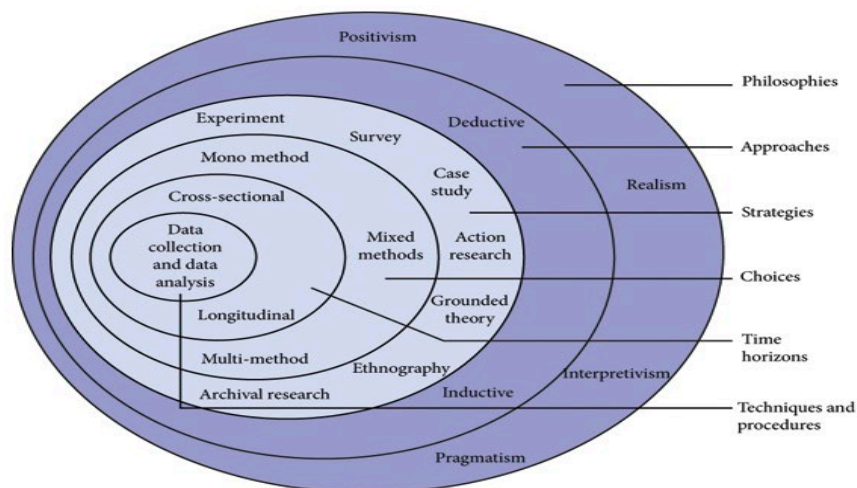 Positivism
Philosophies
Experiment
Deductive
Survey
Approaches
Mono method
Case
study
Realism
Cross-sectional
Strategies
Data
collection
and data
analysis
Mixed
methods
Action
research
Choices
Grounded
theory
Longitudinal
Time
horizons
Multi-method
Ethnography
Interpretivism
Archival research
Inductive
Techniques and
procedures
Pragmatism